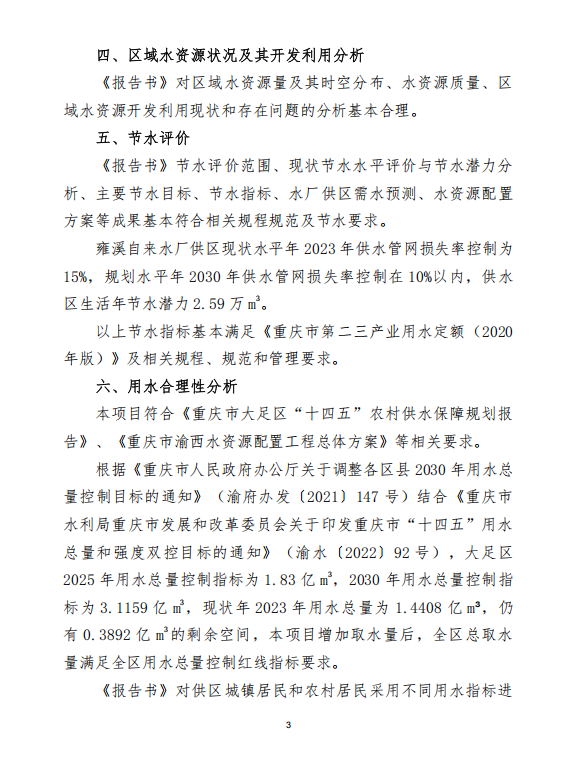 四、区域水资源状况及其开发利用分析
《报告书》对区域水资源量及其时空分布、水资源质量、区
域水资源开发利用现状和存在问题的分析基本合理。
五、节水评价
《报告书》节水评价范围、现状节水水平评价与节水潜力分
析、主要节水目标、节水指标、水厂供区需水预测、水资源配置
方案等成果基本符合相关规程规范及节水要求。
雍溪自来水厂供区现状水平年 2023 年供水管网损失率控制为
15%，规划水平年 2030 年供水管网损失率控制在 10%以内，供水
区生活年节水潜力 2.59 万 m³。
以上节水指标基本满足《重庆市第二三产业用水定额（2020
年版）》及相关规程、规范和管理要求。
六、用水合理性分析
本项目符合《重庆市大足区“十四五”农村供水保障规划报
告》、《重庆市渝西水资源配置工程总体方案》等相关要求。
根据《重庆市人民政府办公厅关于调整各区县 2030 年用水总
量控制目标的通知》（渝府办发〔2021〕147 号）结合《重庆市
水利局重庆市发展和改革委员会关于印发重庆市“十四五”用水
总量和强度双控目标的通知》（渝水〔2022〕92 号），大足区
2025 年用水总量控制指标为 1.83 亿 m³，2030 年用水总量控制指
标为 3.1159 亿 m³，现状年 2023 年用水总量为 1.4408 亿 m³，仍
有 0.3892 亿 m³的剩余空间，本项目增加取水量后，全区总取水
量满足全区用水总量控制红线指标要求。
《报告书》对供区城镇居民和农村居民采用不同用水指标进
3